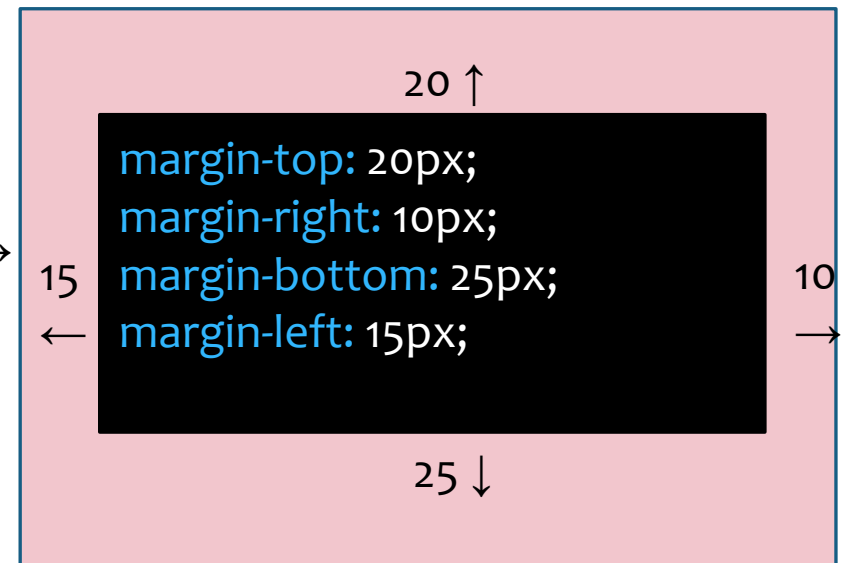 20 ↑
margin-top: 20px;
margin-right: 10px;
margin-bottom: 25px;
margin-left: 15px;
→
15
←
10
→
25 ↓